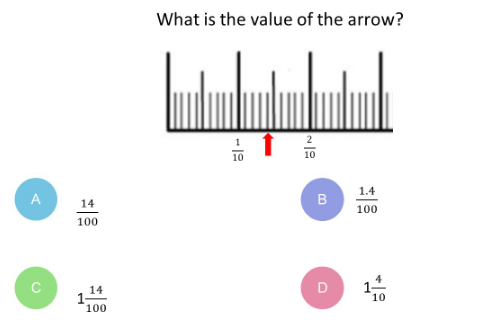 What is the value of the arrow?
1/10
2/10
A 14/100
B 1.4/100
C 1 14/100
D 1 4/10